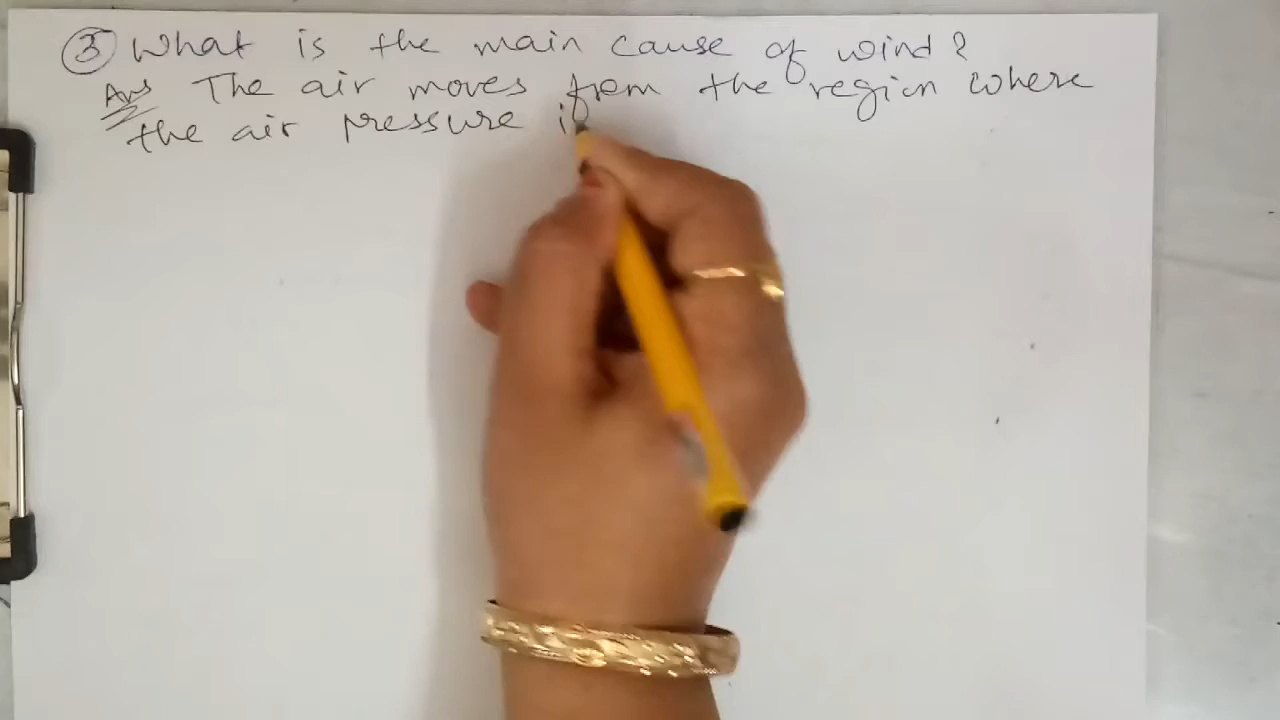 ③ What is the main cause of wind?
Ans The air moves from the region where
the air pressure i